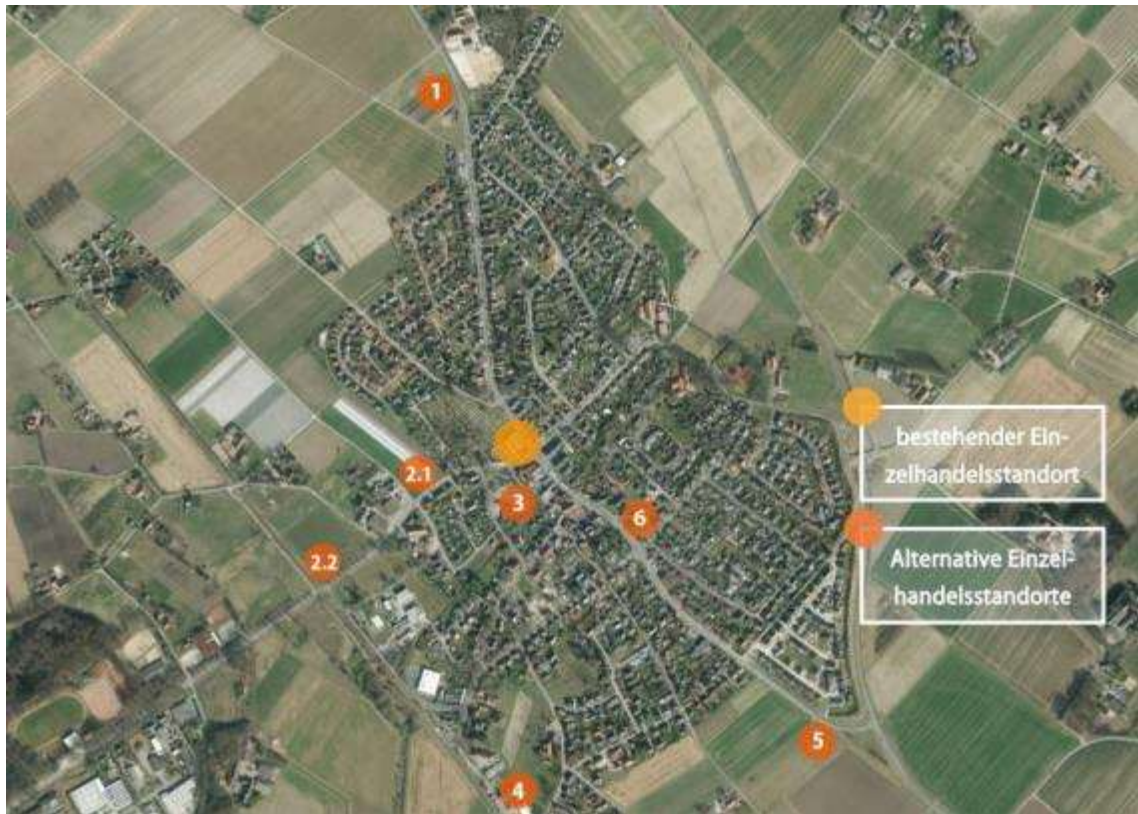 1
2.1
3
6
2.2
5
4
bestehender Ein-
zelhandelsstandort
Alternative Einzel-
handelsstandorte